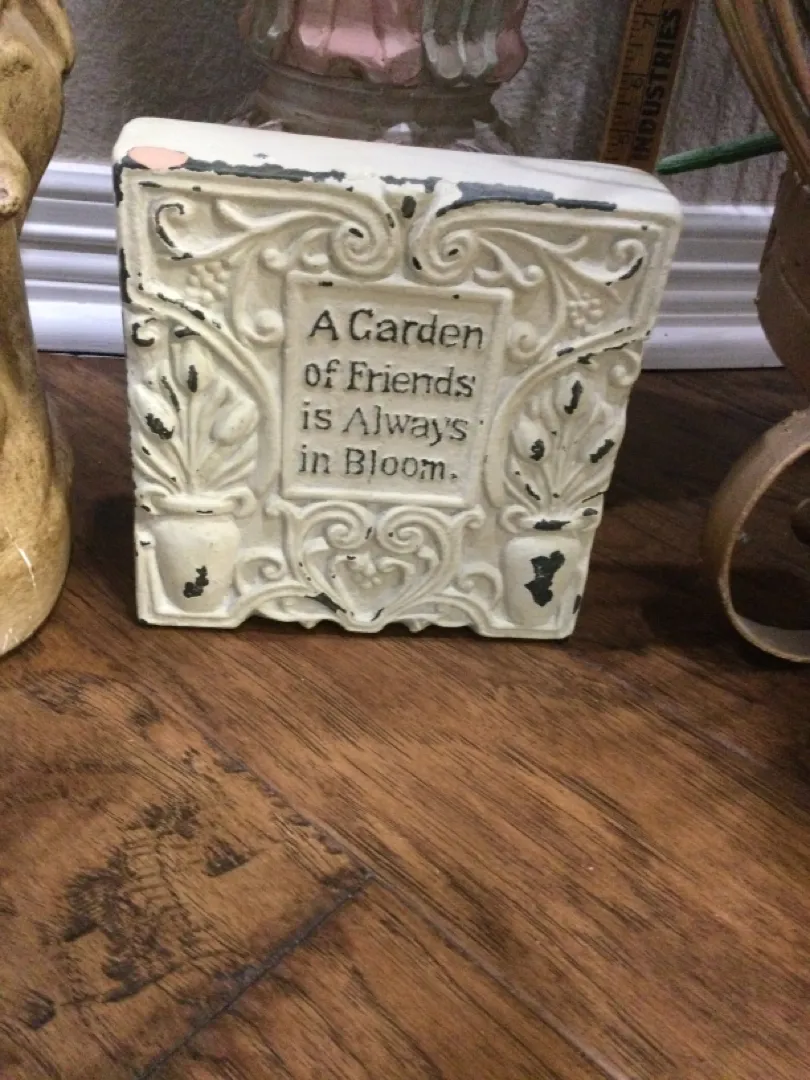 A Garden
of Friends
is Always
in Bloom.
INDUSTRIES